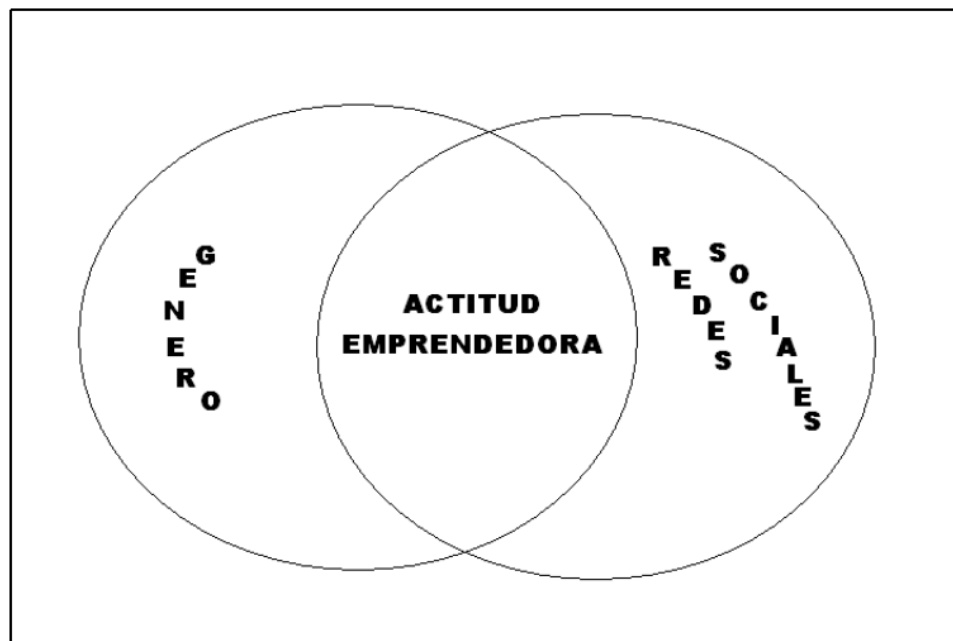 GENERO
ACTITUD
EMPRENDEDORA
REDES
SOCIALES